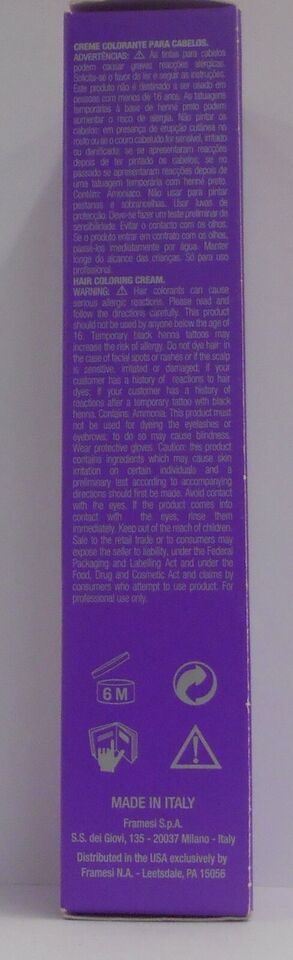 CREME COLORANTE PARA CABELOS.
ADVERTÊNCIAS: ⚠ As tintas para cabelos
podem causar graves reacções alérgicas.
Solicita-se o favor de ler e seguir as instruções.
Este produto não é destinado a ser usado em
pessoas com menos de 16 anos. As tatuagens
temporárias à base de henné preto podem
aumentar o risco de alergia. Não pintar os
cabelos: em presença de erupção cutânea no
rosto ou se o couro cabeludo for sensível, irritado
ou danificado; se se apresentaram reacções
depois de ter pintado os cabelos; se no
passado se apresentaram reacções depois de
uma tatuagem temporária com henné preto.
Contém: Amoníaco. Não usar para pintar
pestanas e sobrancelhas. Usar luvas de
protecção. Deve-se fazer um teste preliminar de
sensibilidade. Evitar o contacto com os olhos.
Se o produto entrar em contrato com os olhos,
passe-los imediatamente por água. Manter
longe do alcance das crianças. Só para uso
profissional.
HAIR COLORING CREAM.
WARNING: ⚠ Hair colorants can cause
serious allergic reactions. Please read and
follow the directions carefully. This product
should not be used by anyone below the age of
16. Temporary black henna tattoos may
increase the risk of allergy. Do not dye hair: in
the case of facial spots or rashes or if the scalp
is sensitive, irritated or damaged; if your
customer has a history of reactions to hair
dyes; if your customer has a history of
reactions after a temporary tattoo with black
henna. Contains: Ammonia. This product must
not be used for dyeing the eyelashes or
eyebrows; to do so may cause blindness.
Wear protective gloves. Caution: this product
contains ingredients which may cause skin
irritation on certain individuals and a
preliminary test according to accompanying
directions should first be made. Avoid contact
with the eyes. If the product comes into
contact with the eyes, rinse them
immediately. Keep out of the reach of children.
Safe to the retail trade or to consumers may
expose the seller to liability, under the Federal
Packaging and Labelling Act and under the
Food, Drug and Cosmetic Act and claims by
consumers who attempt to use product. For
professional use only.
6 M
MADE IN ITALY
Framesi S.p.A.
S.S. dei Giovi, 135 - 20037 Milano - Italy
Distributed in the USA exclusively by
Framesi N.A. - Leetsdale, PA 15056